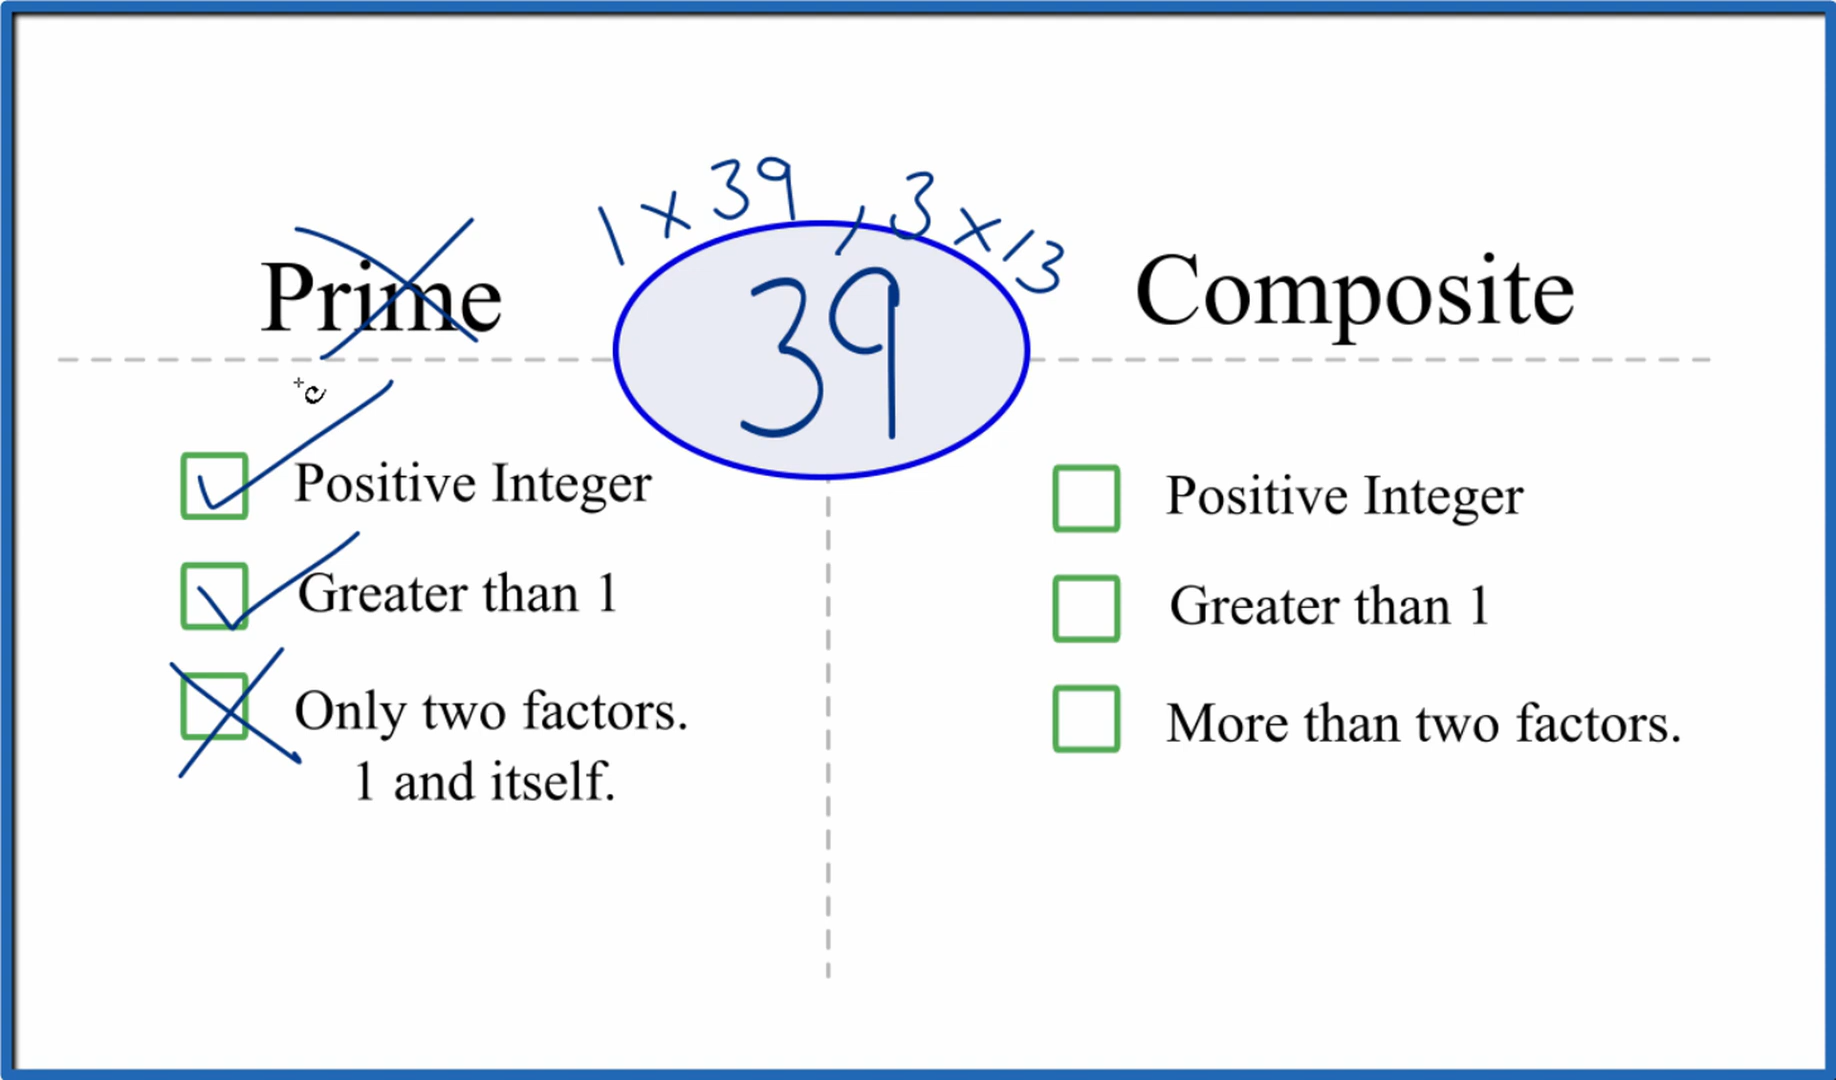 1 x 39 , 3 x 13
Prime
39
Composite
Positive Integer
Greater than 1
Only two factors.
1 and itself.
Positive Integer
Greater than 1
More than two factors.